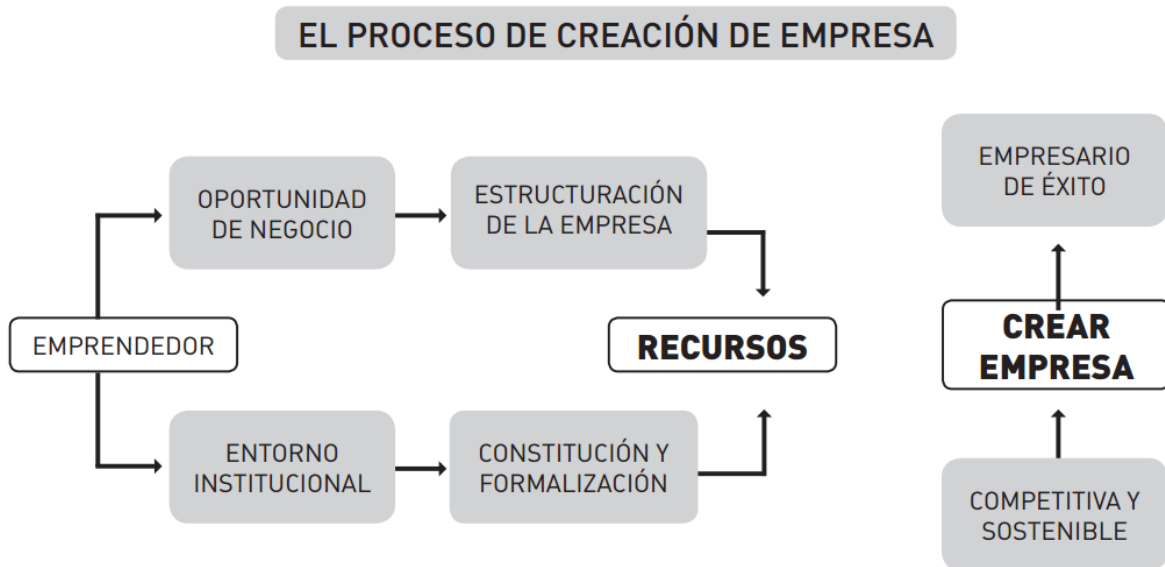 EL PROCESO DE CREACIÓN DE EMPRESA
OPORTUNIDAD
DE NEGOCIO
ESTRUCTURACIÓN
DE LA EMPRESA
EMPRESARIO
DE ÉXITO
EMPRENDEDOR
RECURSOS
CREAR
EMPRESA
ENTORNO
INSTITUCIONAL
CONSTITUCIÓN Y
FORMALIZACIÓN
COMPETITIVA Y
SOSTENIBLE